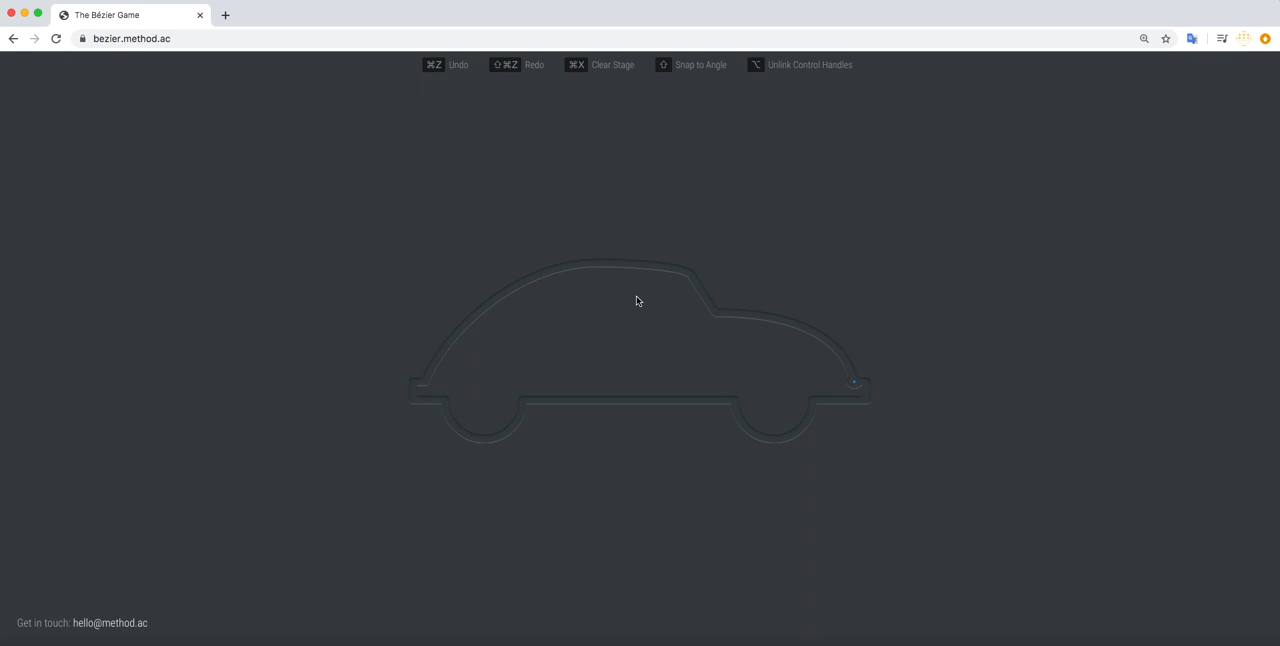 The Bézier Game
bezier.method.ac
⌘Z Undo ⇧⌘Z Redo ⌘X Clear Stage ⇧ Snap to Angle ⌥ Unlink Control Handles
Get in touch: hello@method.ac